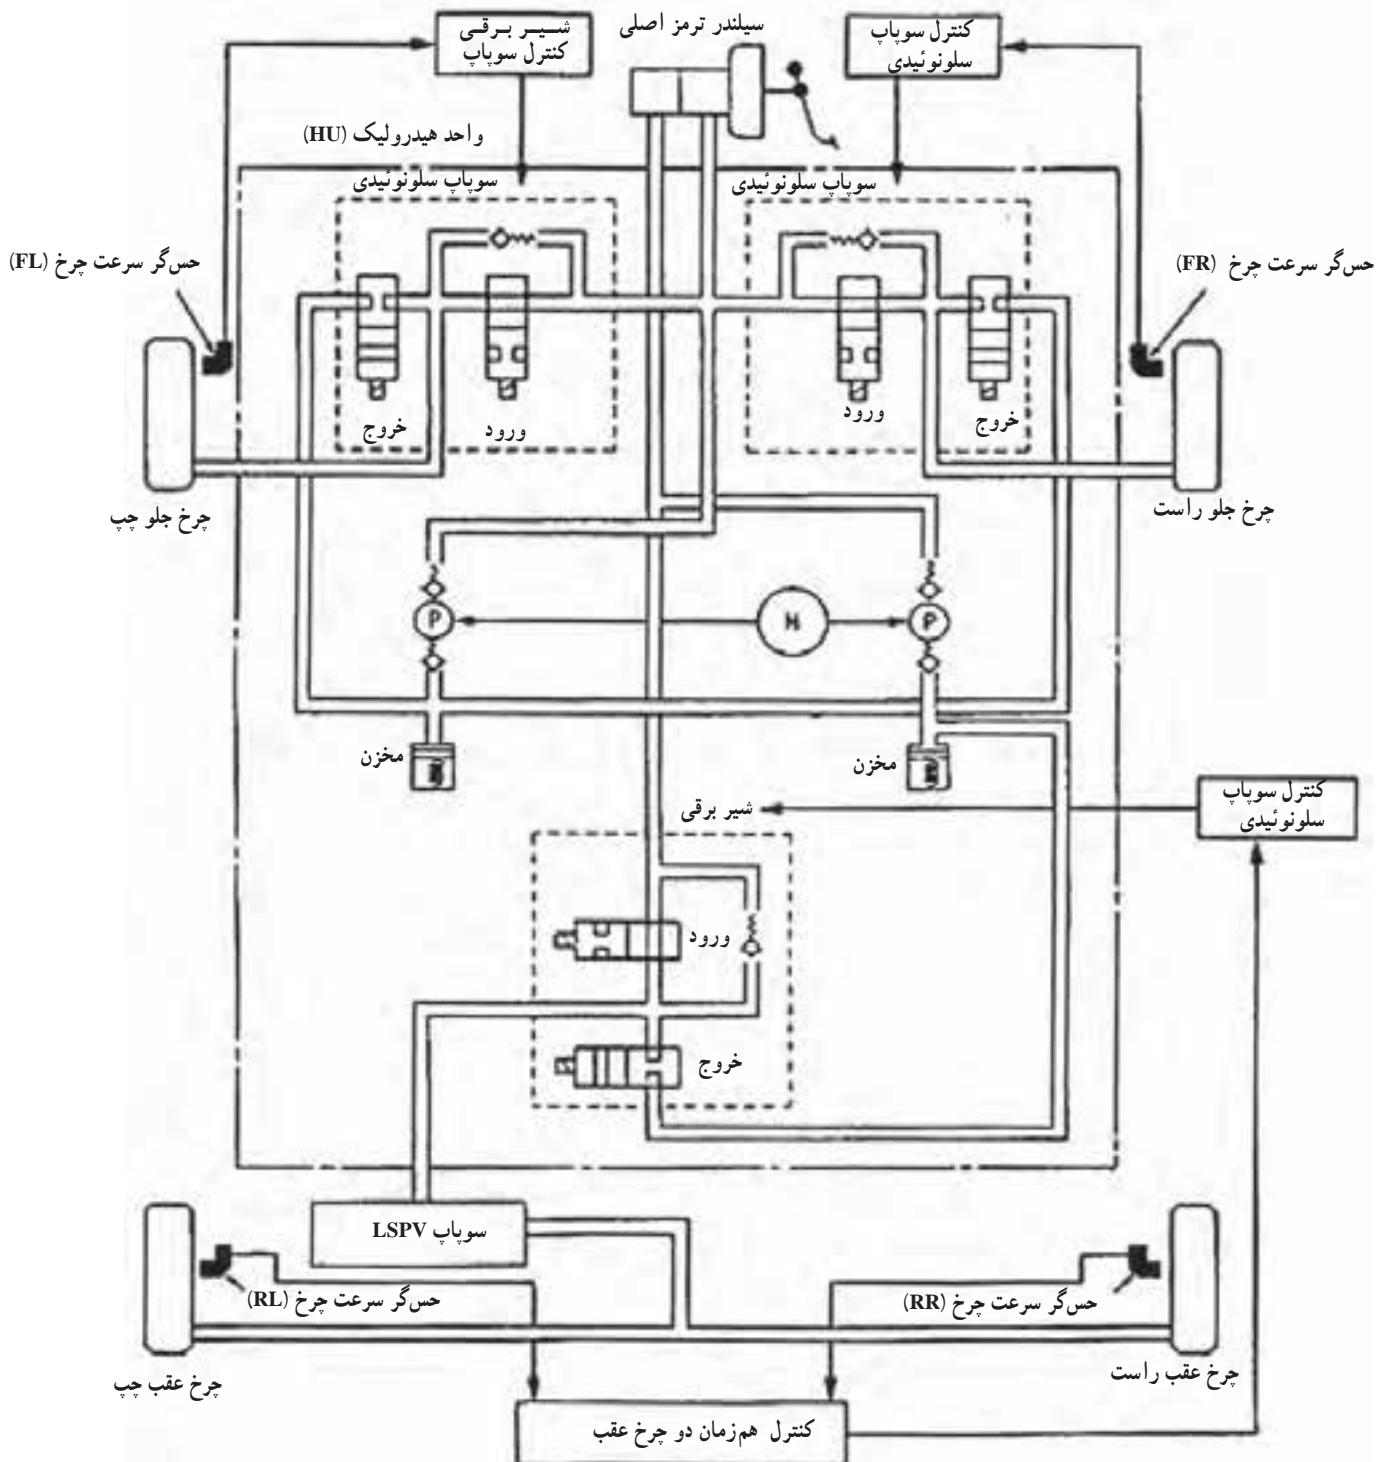 شـیـر بـرقـی
کنترل سوپاپ
سیلندر ترمز اصلی
کنترل سوپاپ
سلونوئیدی
واحد هیدرولیک (HU)
سوپاپ سلونوئیدی
سوپاپ سلونوئیدی
حس‌گر سرعت چرخ (FL)
حس‌گر سرعت چرخ (FR)
خروج
ورود
ورود
خروج
چرخ جلو چپ
چرخ جلو راست
P
M
P
مخزن
مخزن
شیر برقی
کنترل سوپاپ
سلونوئیدی
ورود
خروج
سوپاپ LSPV
حس‌گر سرعت چرخ (RL)
حس‌گر سرعت چرخ (RR)
چرخ عقب چپ
چرخ عقب راست
کنترل هم‌زمان دو چرخ عقب